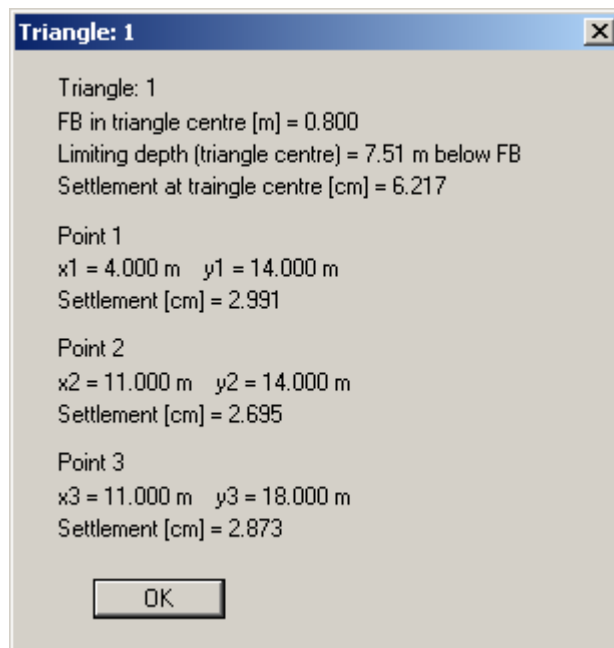 Triangle: 1
Triangle: 1
FB in triangle centre [m] = 0.800
Limiting depth (triangle centre) = 7.51 m below FB
Settlement at traingle centre [cm] = 6.217
Point 1
x1 = 4.000 m y1 = 14.000 m
Settlement [cm] = 2.991
Point 2
x2 = 11.000 m y2 = 14.000 m
Settlement [cm] = 2.695
Point 3
x3 = 11.000 m y3 = 18.000 m
Settlement [cm] = 2.873
OK